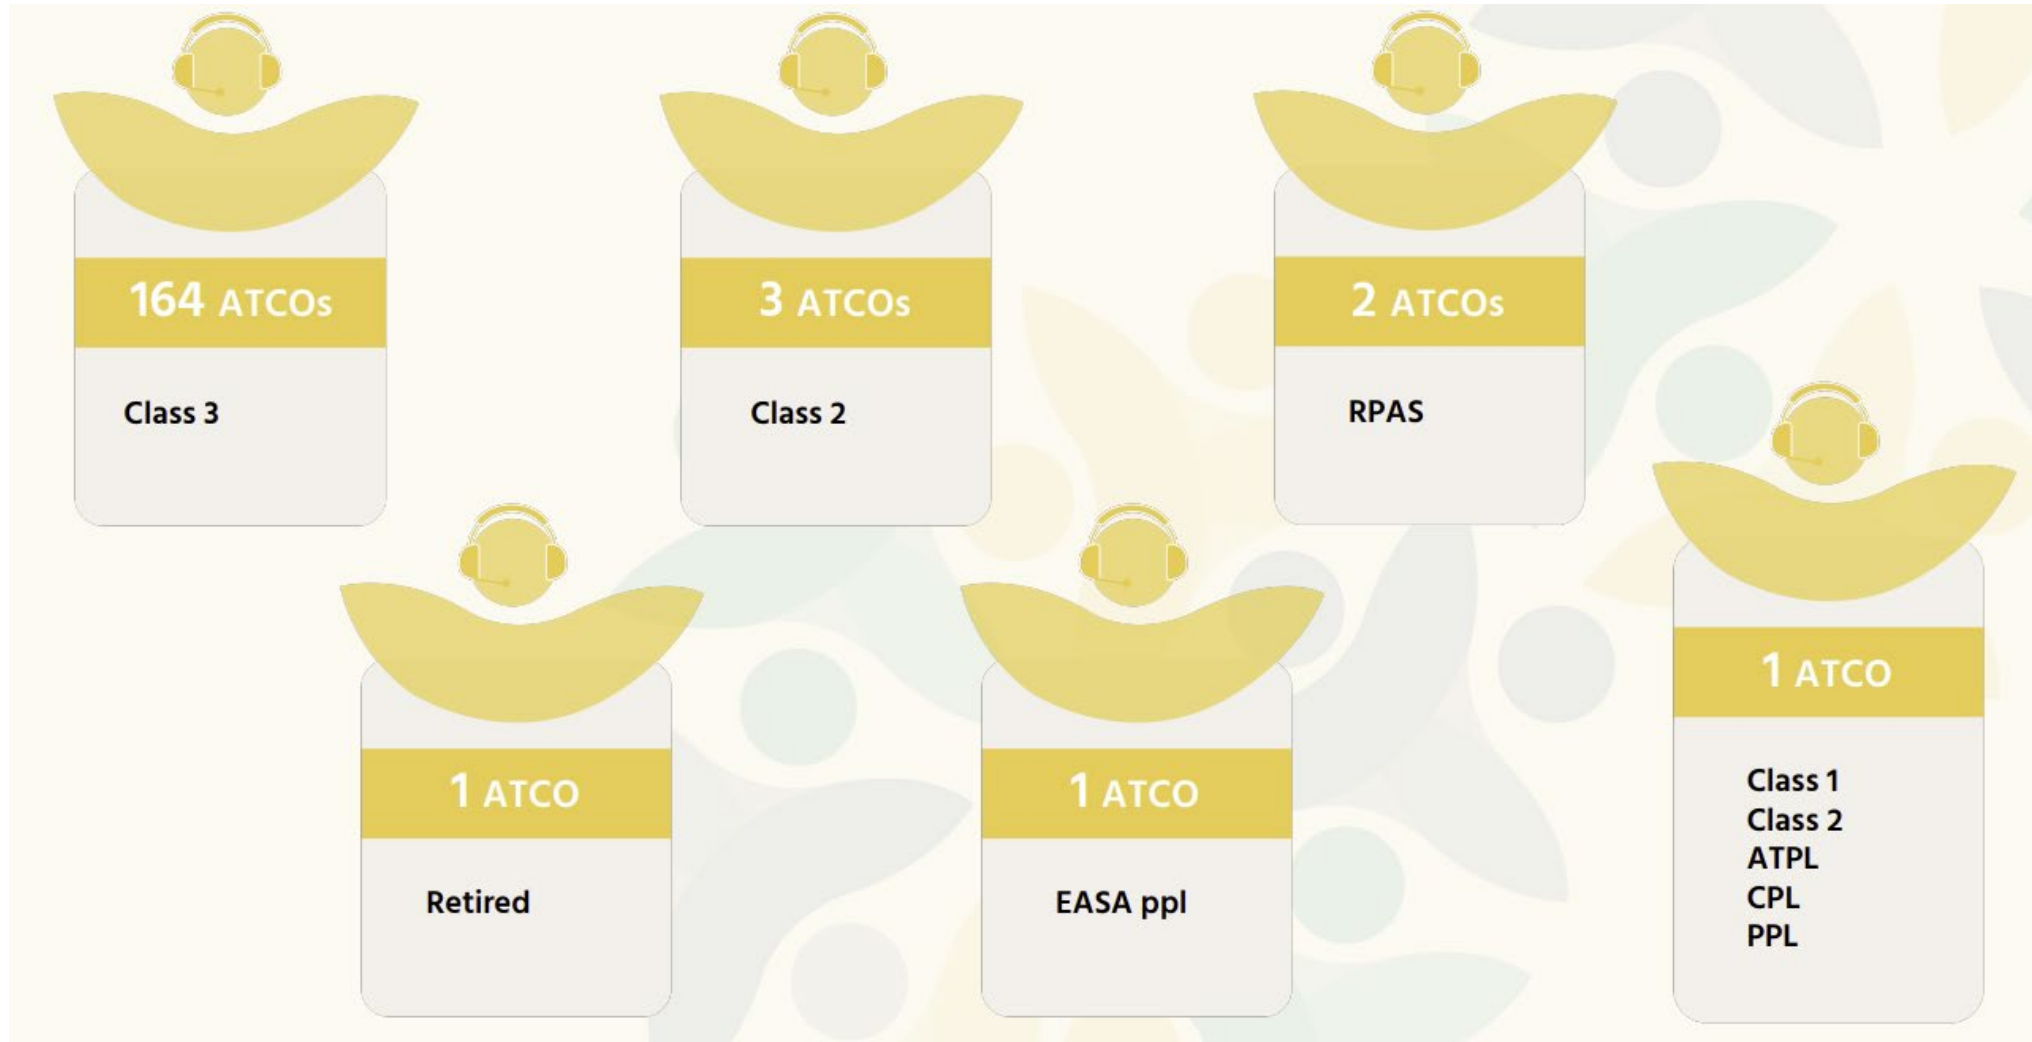 164 ATCOs
Class 3
3 ATCOs
Class 2
2 ATCOs
RPAS
1 ATCO
Retired
1 ATCO
EASA ppl
1 ATCO
Class 1
Class 2
ATPL
CPL
PPL